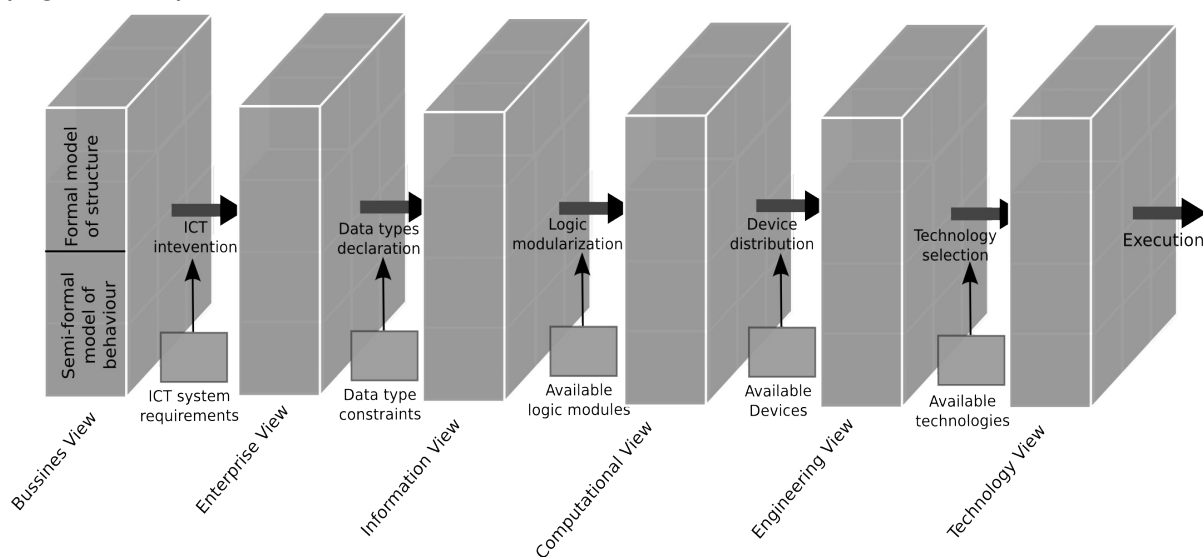 Formal model
of structure
Semi-formal
model of
behaviour
ICT
intevention
ICT system
requirements
Data types
declaration
Data type
constraints
Logic
modularization
Available
logic modules
Device
distribution
Available
Devices
Technology
selection
Available
technologies
Execution
Bussines View
Enterprise View
Information View
Computational View
Engineering View
Technology View